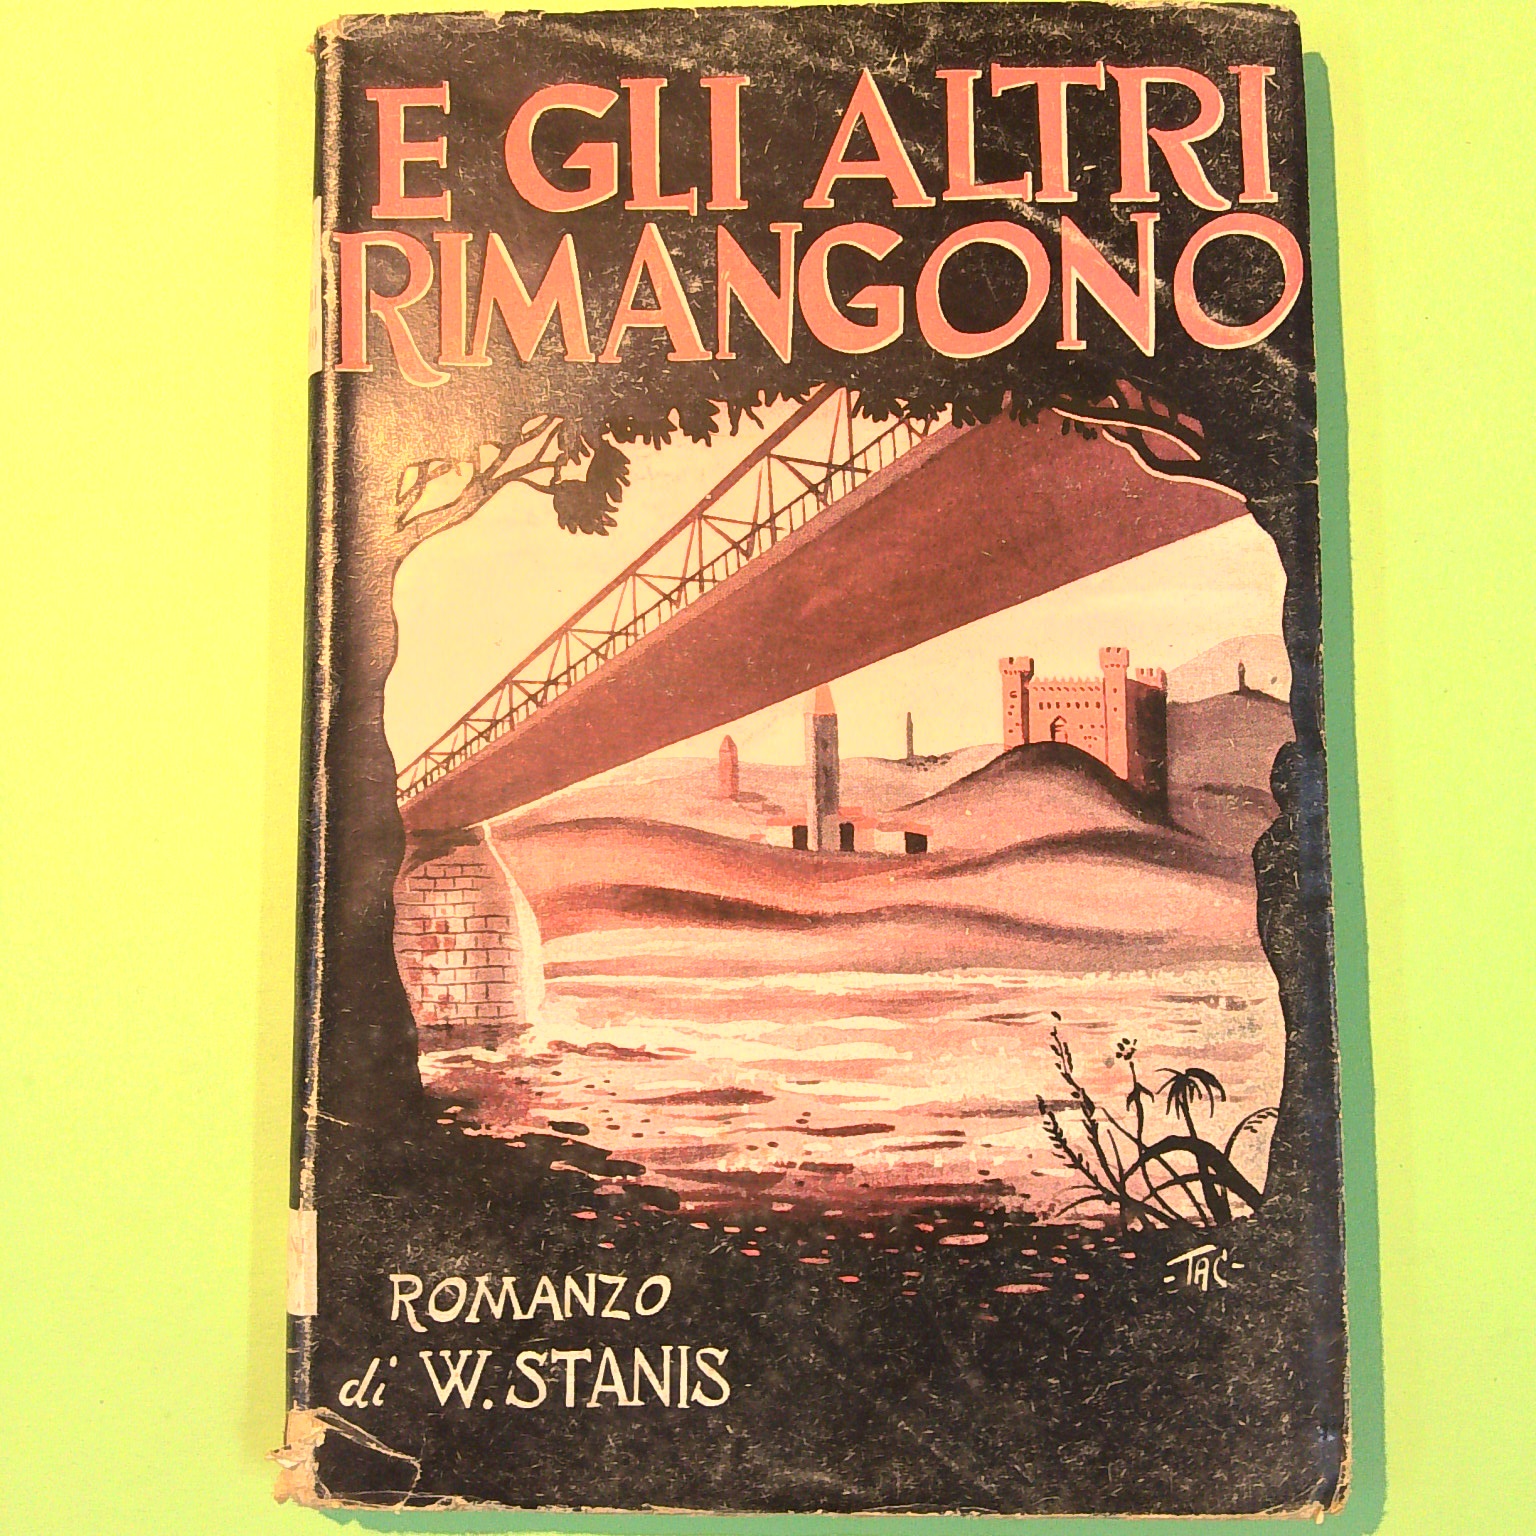 E GLI ALTRI
RIMANGONO
-TAC-
ROMANZO
di W. STANIS